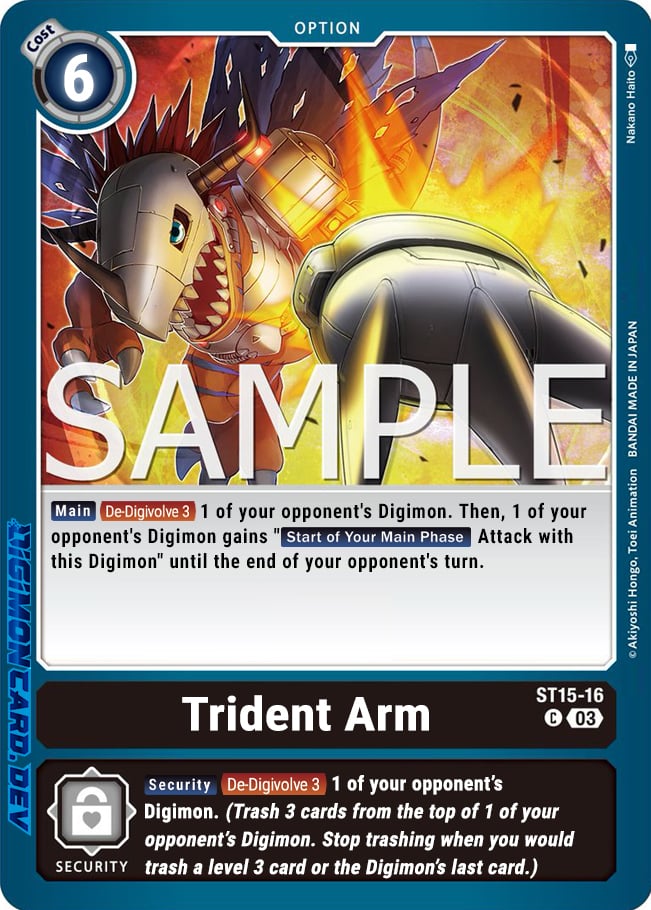 OPTION
Cost
6
Nakano Haito
SAMPLE
Main De-Digivolve 3 1 of your opponent's Digimon. Then, 1 of your
opponent's Digimon gains "Start of Your Main Phase Attack with
this Digimon" until the end of your opponent's turn.
© Akiyoshi Hongo, Toei Animation BANDAI MADE IN JAPAN
DIGIMONCARD.DEV
Trident Arm
ST15-16
C 03
Security De-Digivolve 3 1 of your opponent's
Digimon. (Trash 3 cards from the top of 1 of your
opponent's Digimon. Stop trashing when you would
trash a level 3 card or the Digimon's last card.)
SECURITY